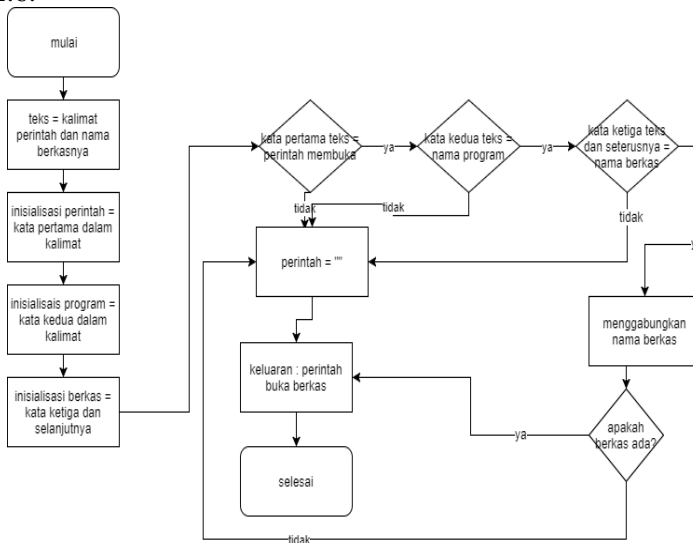 mulai
teks = kalimat
perintah dan nama
berkasnya
inisialisasi perintah =
kata pertama dalam
kalimat
inisialisais program =
kata kedua dalam
kalimat
inisialisasi berkas =
kata ketiga dan
selanjutnya
kata pertama teks =
perintah membuka
ya
kata kedua teks =
nama program
ya
kata ketiga teks
dan seterusnya =
nama berkas
tidak
tidak
tidak
perintah = ""
menggabungkan
nama berkas
keluaran : perintah
buka berkas
apakah
berkas ada?
ya
selesai
tidak